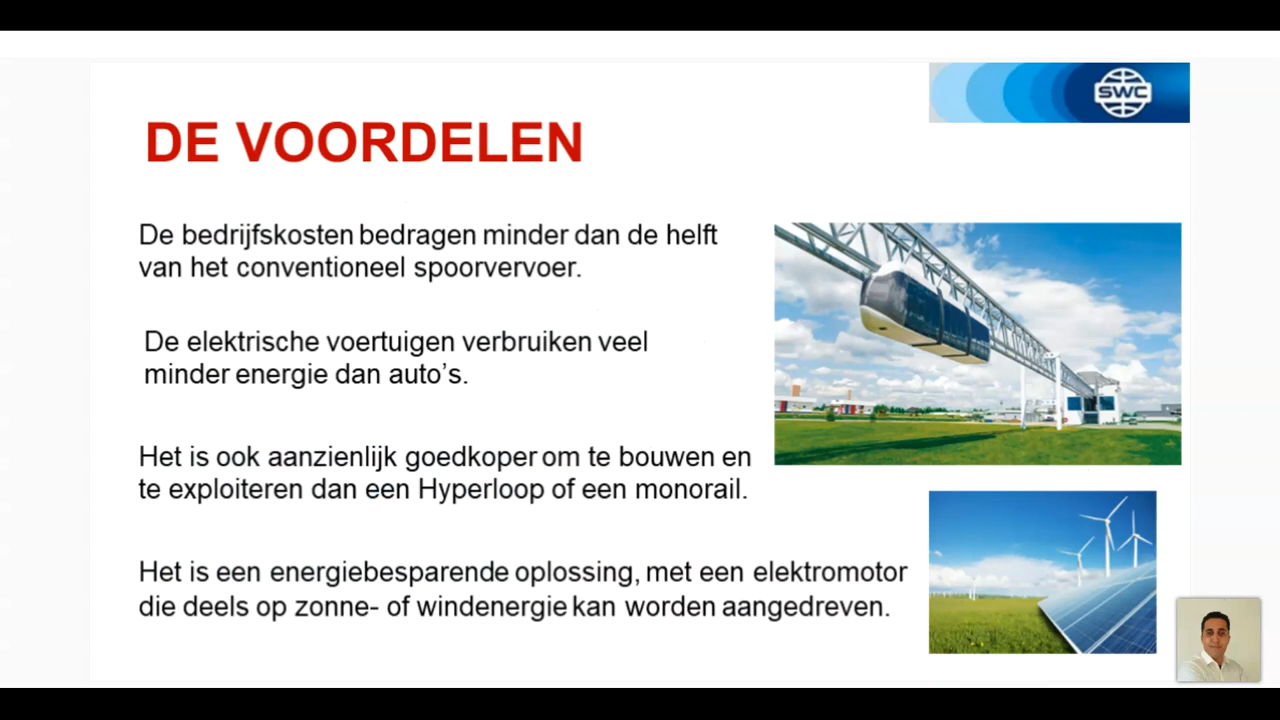 SWC
DE VOORDELEN
De bedrijfskosten bedragen minder dan de helft
van het conventioneel spoorvervoer.
De elektrische voertuigen verbruiken veel
minder energie dan auto’s.
Het is ook aanzienlijk goedkoper om te bouwen en
te exploiteren dan een Hyperloop of een monorail.
Het is een energiebesparende oplossing, met een elektromotor
die deels op zonne- of windenergie kan worden aangedreven.